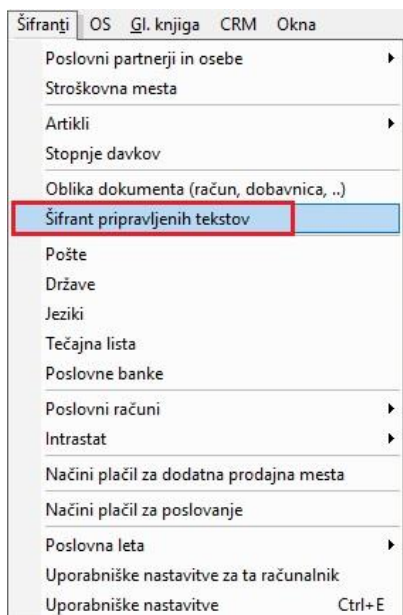 Šifranti OS Gl. knjiga CRM Okna
Poslovni partnerji in osebe
Stroškovna mesta
Artikli
Stopnje davkov
Oblika dokumenta (račun, dobavnica, ..)
Šifrant pripravljenih tekstov
Pošte
Države
Jeziki
Tečajna lista
Poslovne banke
Poslovni računi
Intrastat
Načini plačil za dodatna prodajna mesta
Načini plačil za poslovanje
Poslovna leta
Uporabniške nastavitve za ta računalnik
Uporabniške nastavitve Ctrl+E